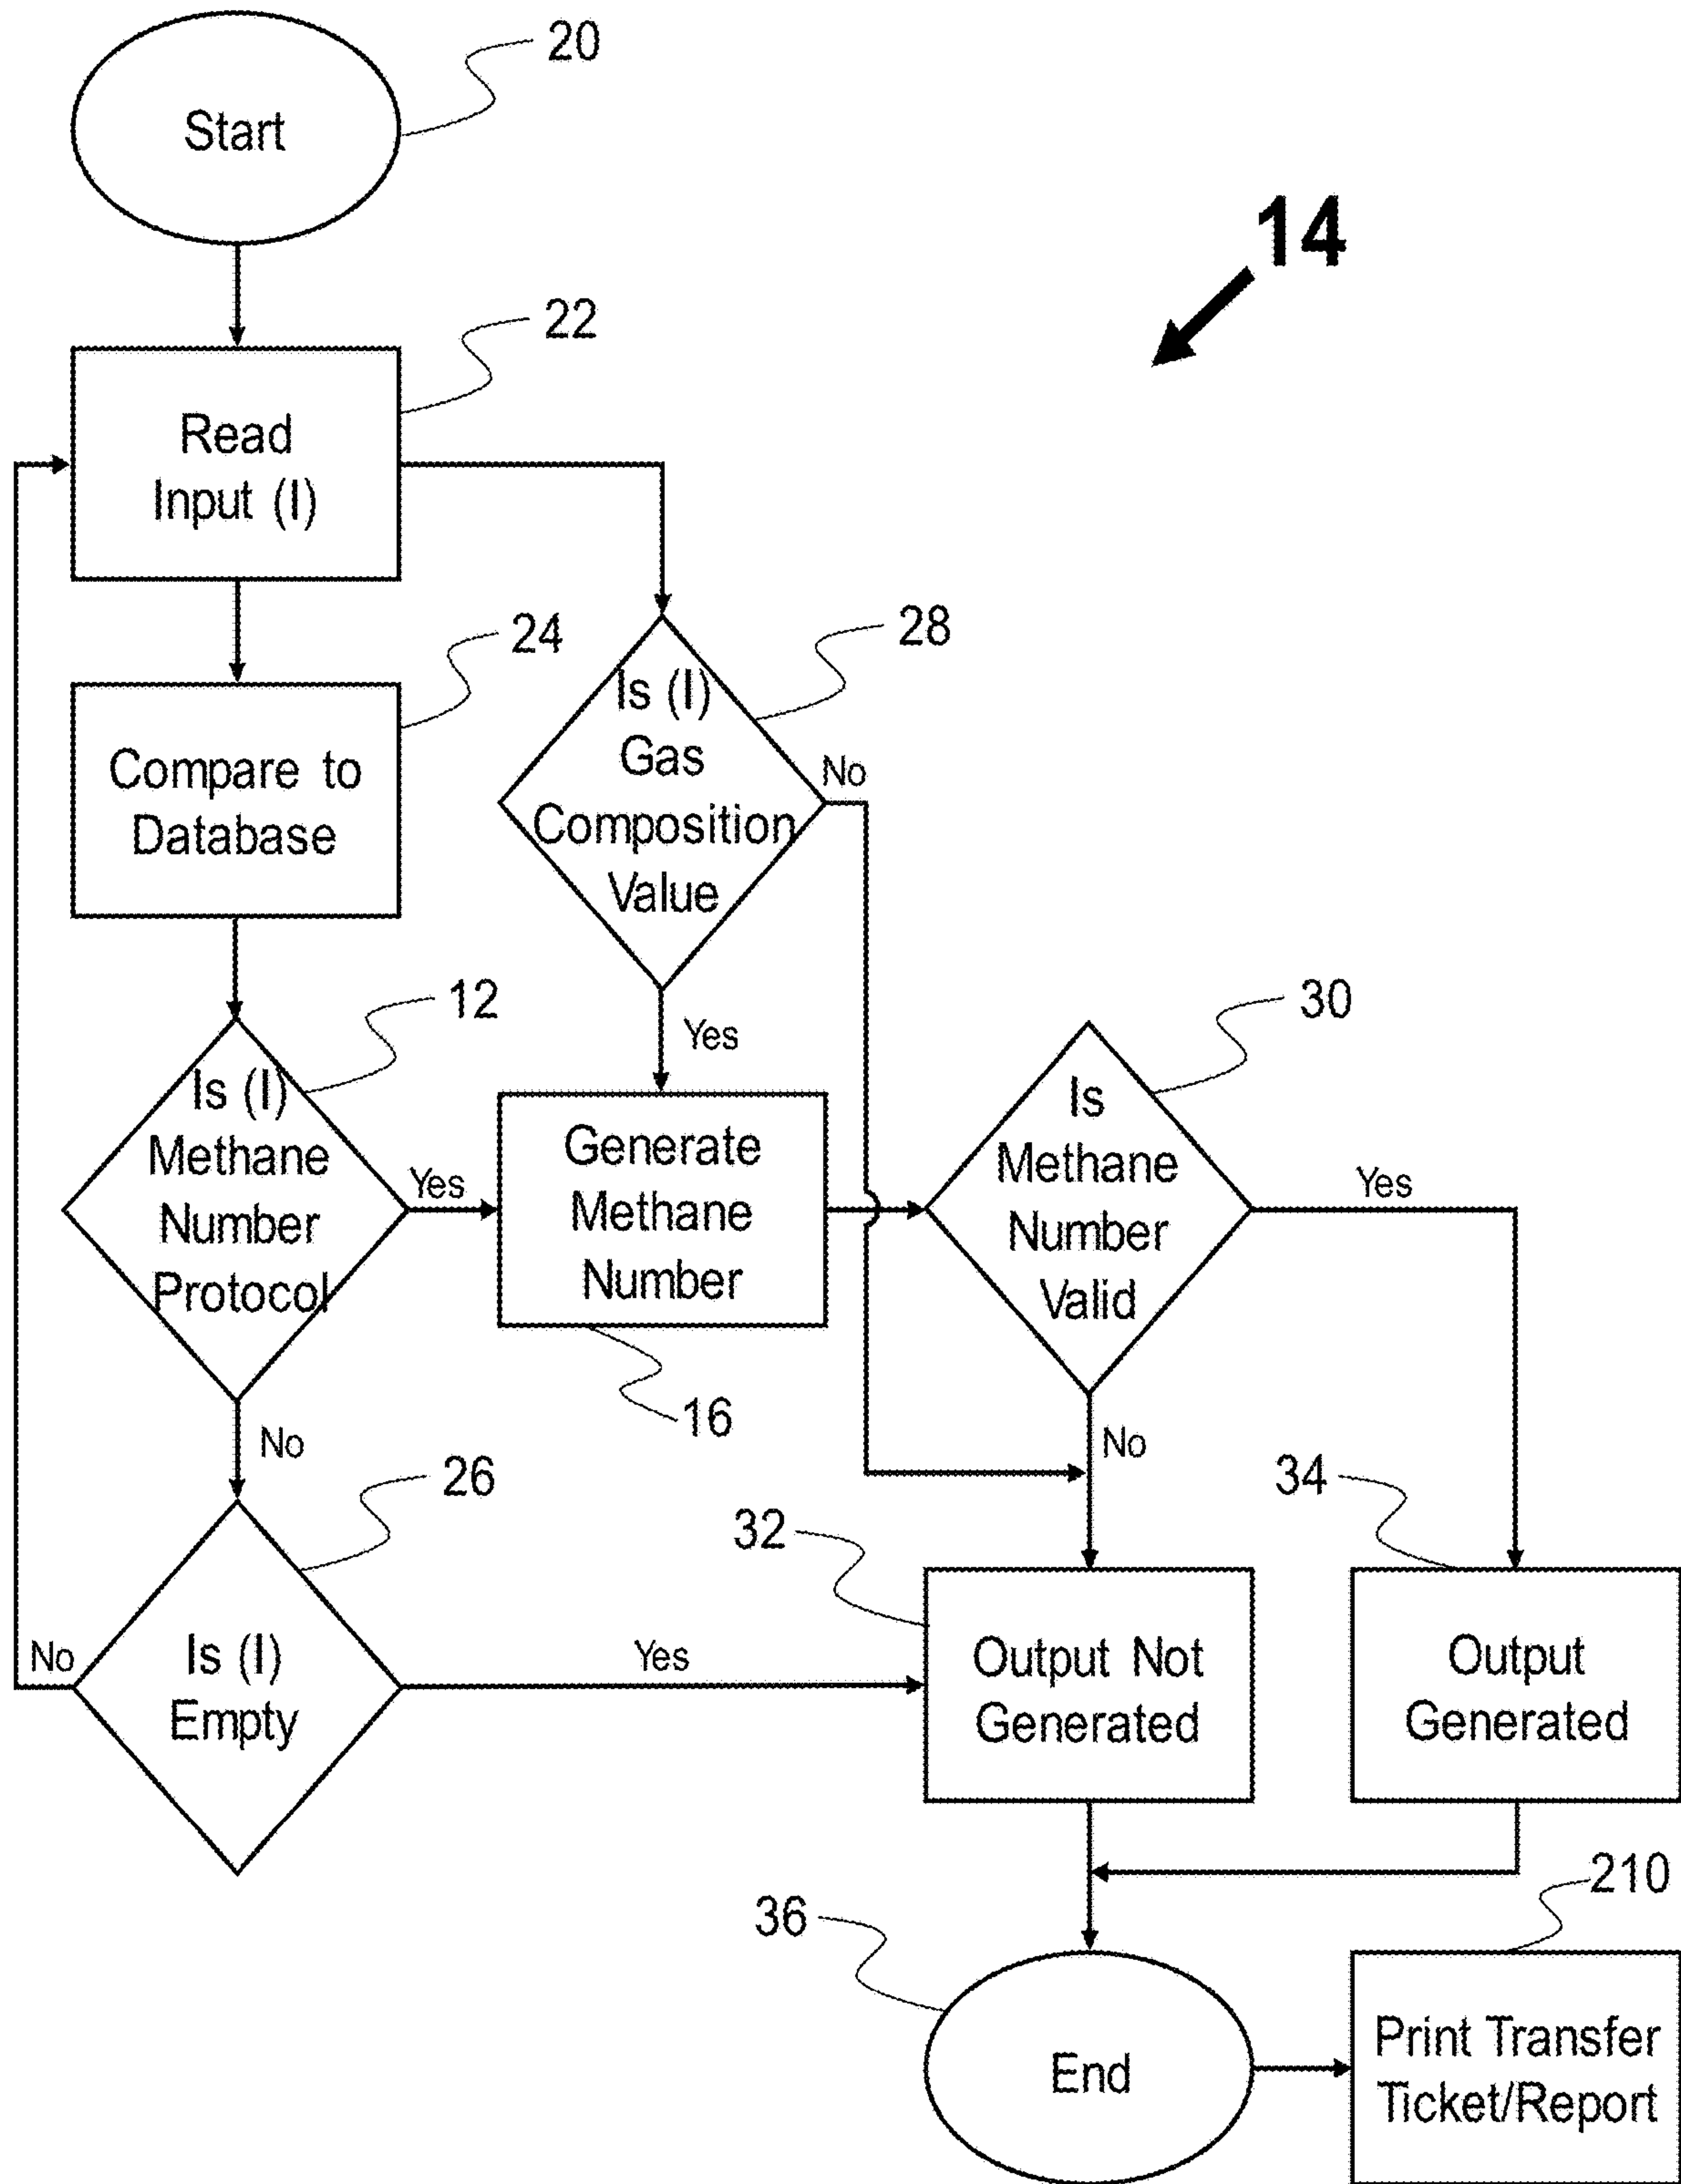 20
Start
14
22
Read
Input (I)
24
Compare to
Database
28
Is (I)
Gas
Composition
Value
No
Yes
12
Is (I)
Methane
Number
Protocol
Yes
No
Generate
Methane
Number
16
30
Is
Methane
Number
Valid
Yes
No
26
Is (I)
Empty
No
Yes
32
Output Not
Generated
34
Output
Generated
36
End
210
Print Transfer
Ticket/Report